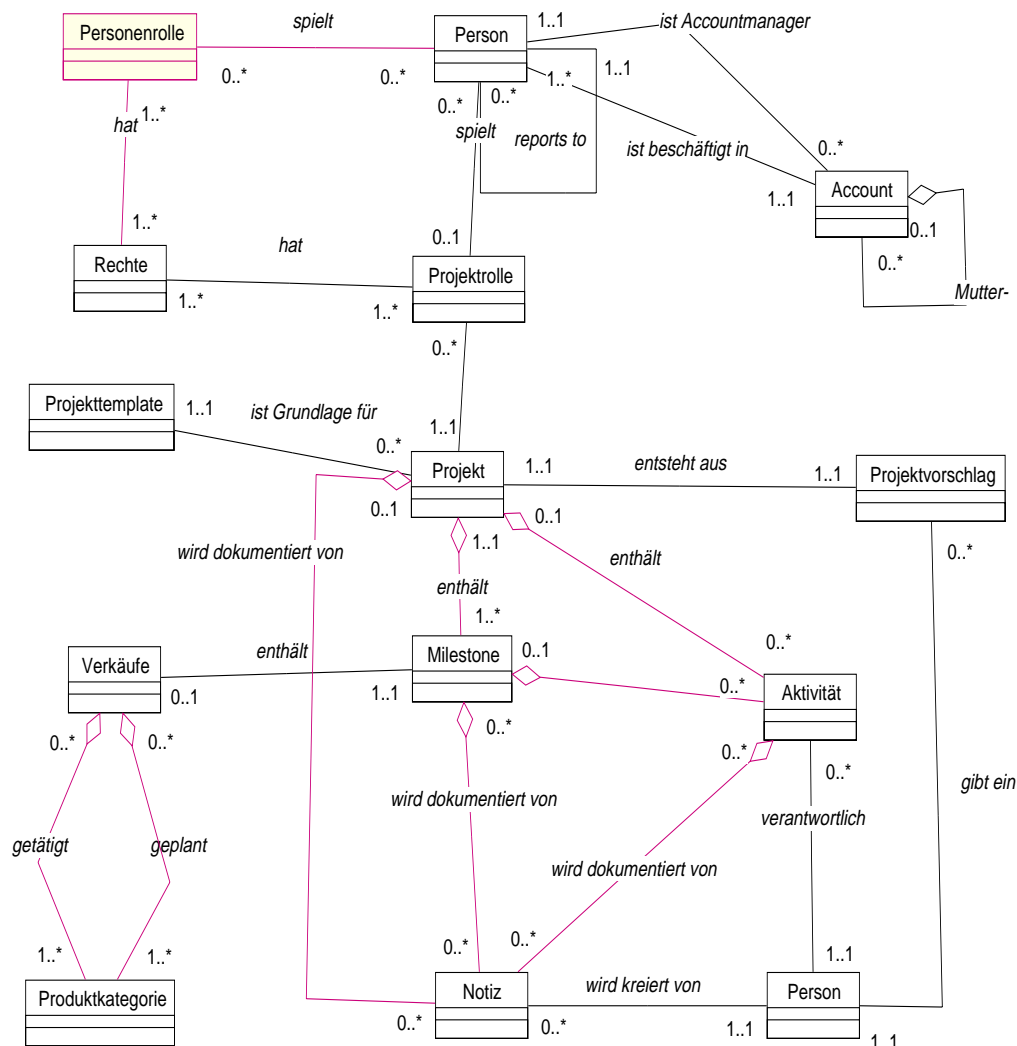 spielt
1..1
ist Accountmanager
Personenrolle
Person
0..*
0..*
1..*
1..1
0..*
0..*
hat
1..*
spielt
reports to
ist beschäftigt in
0..*
1..1
Account
0..1
0..*
Mutter-
1..*
hat
0..1
Rechte
Projektrolle
1..*
1..*
0..*
Projekttemplate
1..1
ist Grundlage für
0..*
1..1
Projekt
1..1
entsteht aus
1..1
Projektvorschlag
0..1
0..1
1..1
wird dokumentiert von
enthält
0..*
enthält
1..*
0..*
Verkäufe
enthält
Milestone
0..1
0..1
1..1
0..*
Aktivität
0..*
0..*
0..*
0..*
0..*
gibt ein
wird dokumentiert von
verantwortlich
getätigt
geplant
wird dokumentiert von
1..*
1..*
0..*
0..*
1..1
Produktkategorie
Notiz
wird kreiert von
Person
0..*
0..*
1..1
1..1